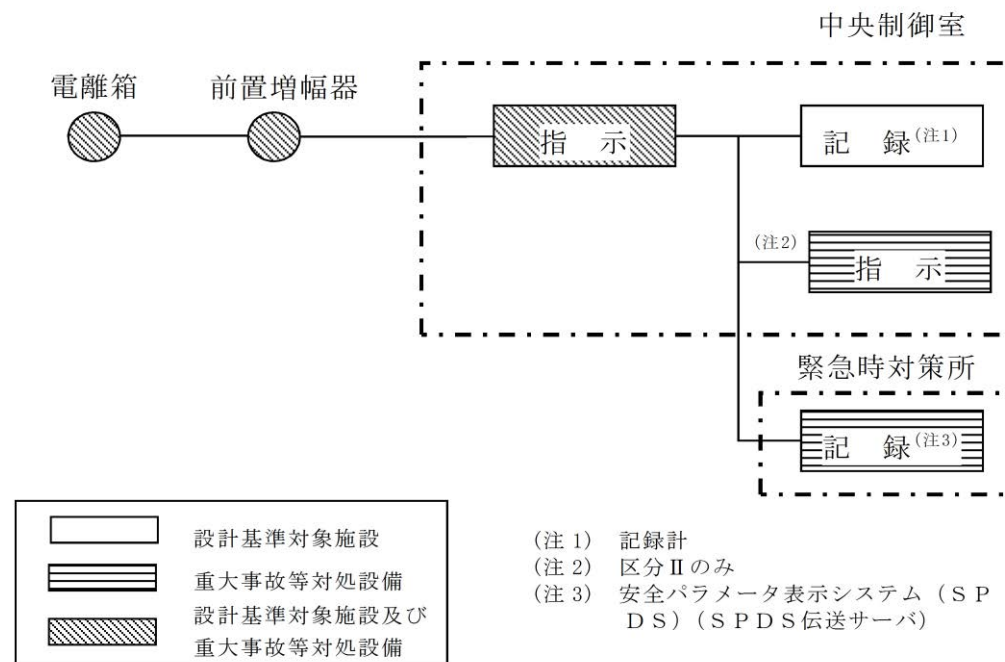 中央制御室
電離箱
前置増幅器
指 示
記 録(注1)
(注2)
指 示
緊急時対策所
記 録(注3)
設計基準対象施設
重大事故等対処設備
設計基準対象施設及び
重大事故等対処設備
(注 1) 記録計
(注 2) 区分Ⅱのみ
(注 3) 安全パラメータ表示システム(SP
DS)(SPDS伝送サーバ)